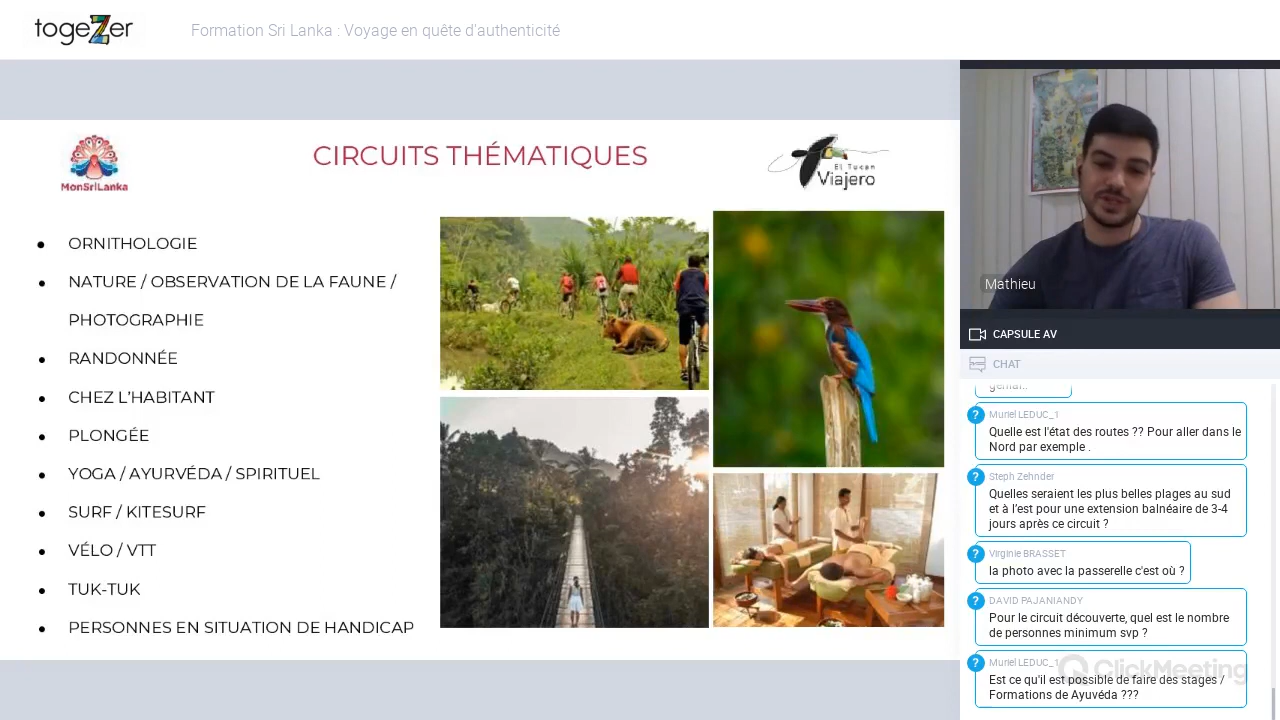 togeZer
Formation Sri Lanka : Voyage en quête d'authenticité
MonSriLanka
CIRCUITS THÉMATIQUES
El Tucan
Viajero
ORNITHOLOGIE
NATURE / OBSERVATION DE LA FAUNE /
PHOTOGRAPHIE
RANDONNÉE
CHEZ L'HABITANT
PLONGÉE
YOGA / AYURVÉDA / SPIRITUEL
SURF / KITESURF
VÉLO / VTT
TUK-TUK
PERSONNES EN SITUATION DE HANDICAP
Mathieu
CAPSULE AV
CHAT
génial..
Muriel LEDUC_1
Quelle est l'état des routes ?? Pour aller dans le
Nord par exemple .
Steph Zehnder
Quelles seraient les plus belles plages au sud
et à l'est pour une extension balnéaire de 3-4
jours après ce circuit ?
Virginie BRASSET
la photo avec la passerelle c'est où ?
DAVID PAJANIANDY
Pour le circuit découverte, quel est le nombre
de personnes minimum svp ?
Muriel LEDUC_1
Est ce qu'il est possible de faire des stages /
Formations de Ayuvéda ???
ClickMeeting